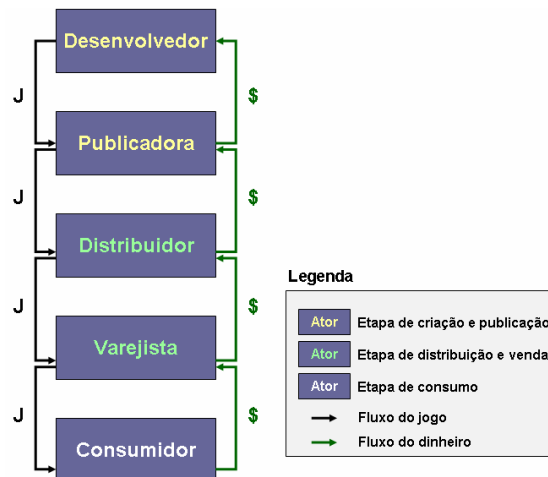 Desenvolvedor
J
$
Publicadora
J
$
Distribuidor
J
$
Varejista
J
$
Consumidor
Legenda
Ator Etapa de criação e publicação
Ator Etapa de distribuição e venda
Ator Etapa de consumo
Fluxo do jogo
Fluxo do dinheiro